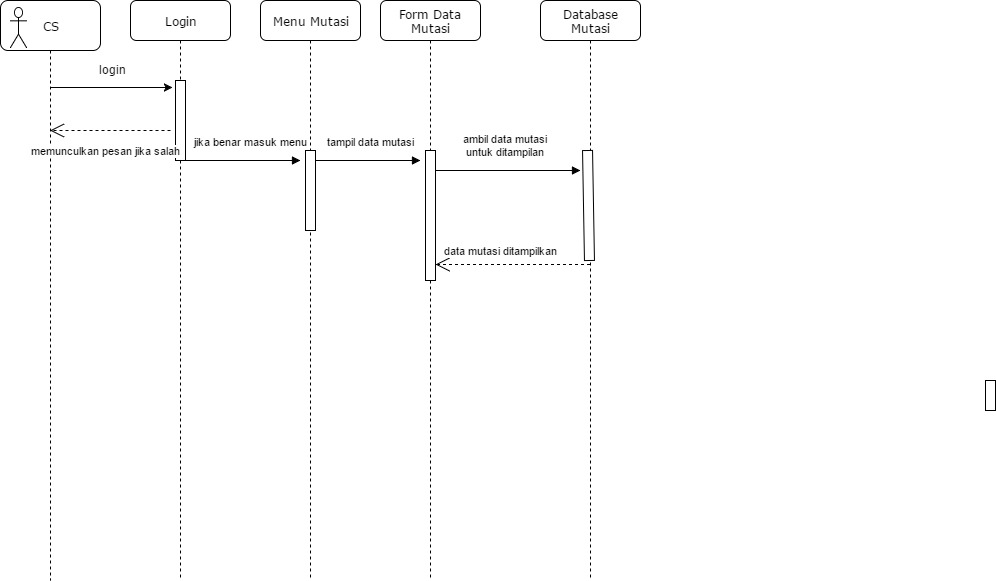 CS
Login
Menu Mutasi
Form Data
Mutasi
Database
Mutasi
login
memunculkan pesan jika salah
jika benar masuk menu
tampil data mutasi
ambil data mutasi
untuk ditampilan
data mutasi ditampilkan